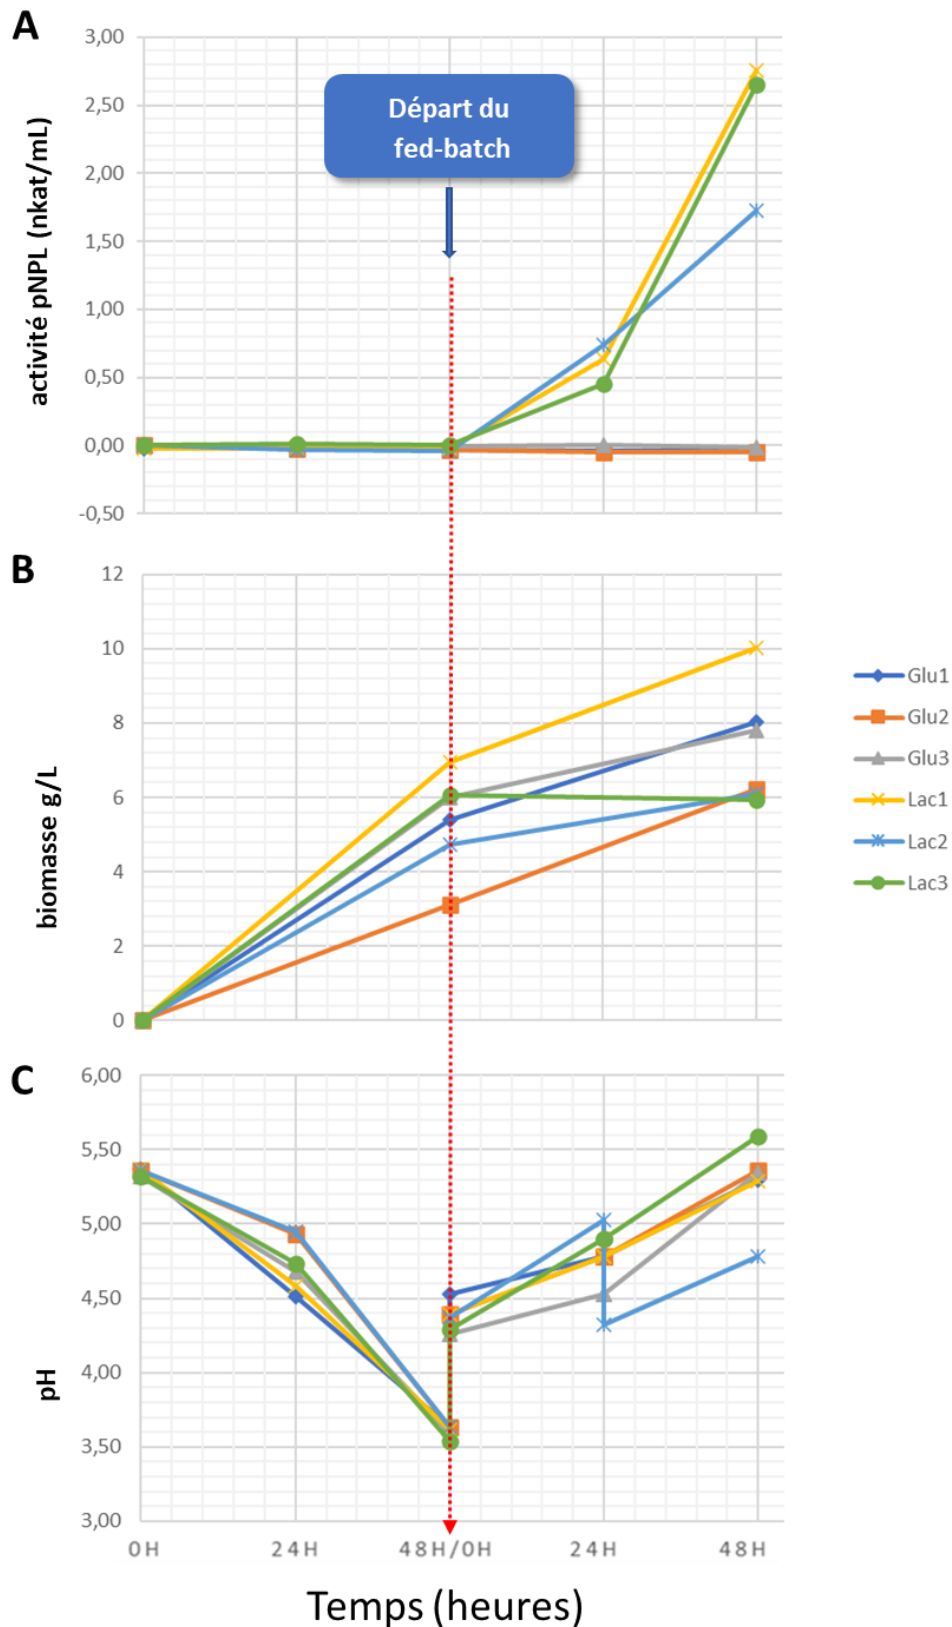 A
3,00
2,50
2,00
1,50
1,00
0,50
0,00
-0,50
activité pNPL (nkat/mL)
Départ du
fed-batch
B
12
10
8
6
4
2
0
biomasse g/L
Glu1
Glu2
Glu3
Lac1
Lac2
Lac3
C
6,00
5,50
5,00
4,50
4,00
3,50
3,00
pH
0H 24H 48H/0H 24H 48H
Temps (heures)